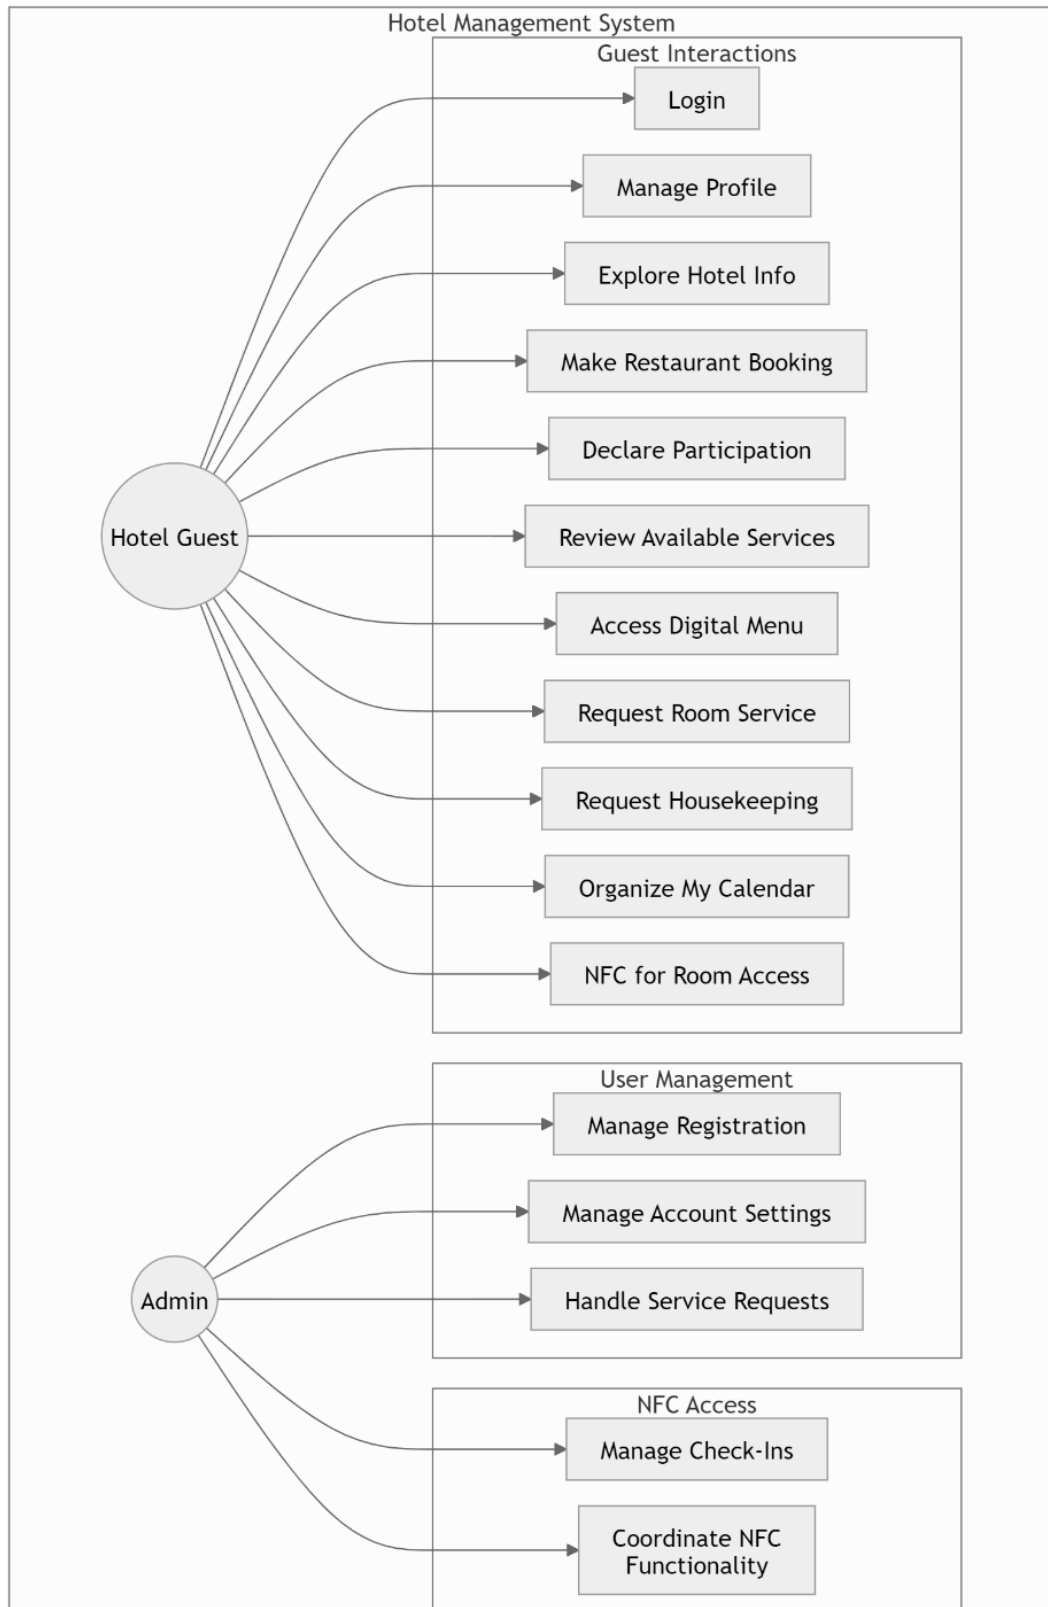 Hotel Management System
Guest Interactions
Login
Manage Profile
Explore Hotel Info
Make Restaurant Booking
Declare Participation
Hotel Guest
Review Available Services
Access Digital Menu
Request Room Service
Request Housekeeping
Organize My Calendar
NFC for Room Access
User Management
Manage Registration
Manage Account Settings
Admin
Handle Service Requests
NFC Access
Manage Check-Ins
Coordinate NFC
Functionality